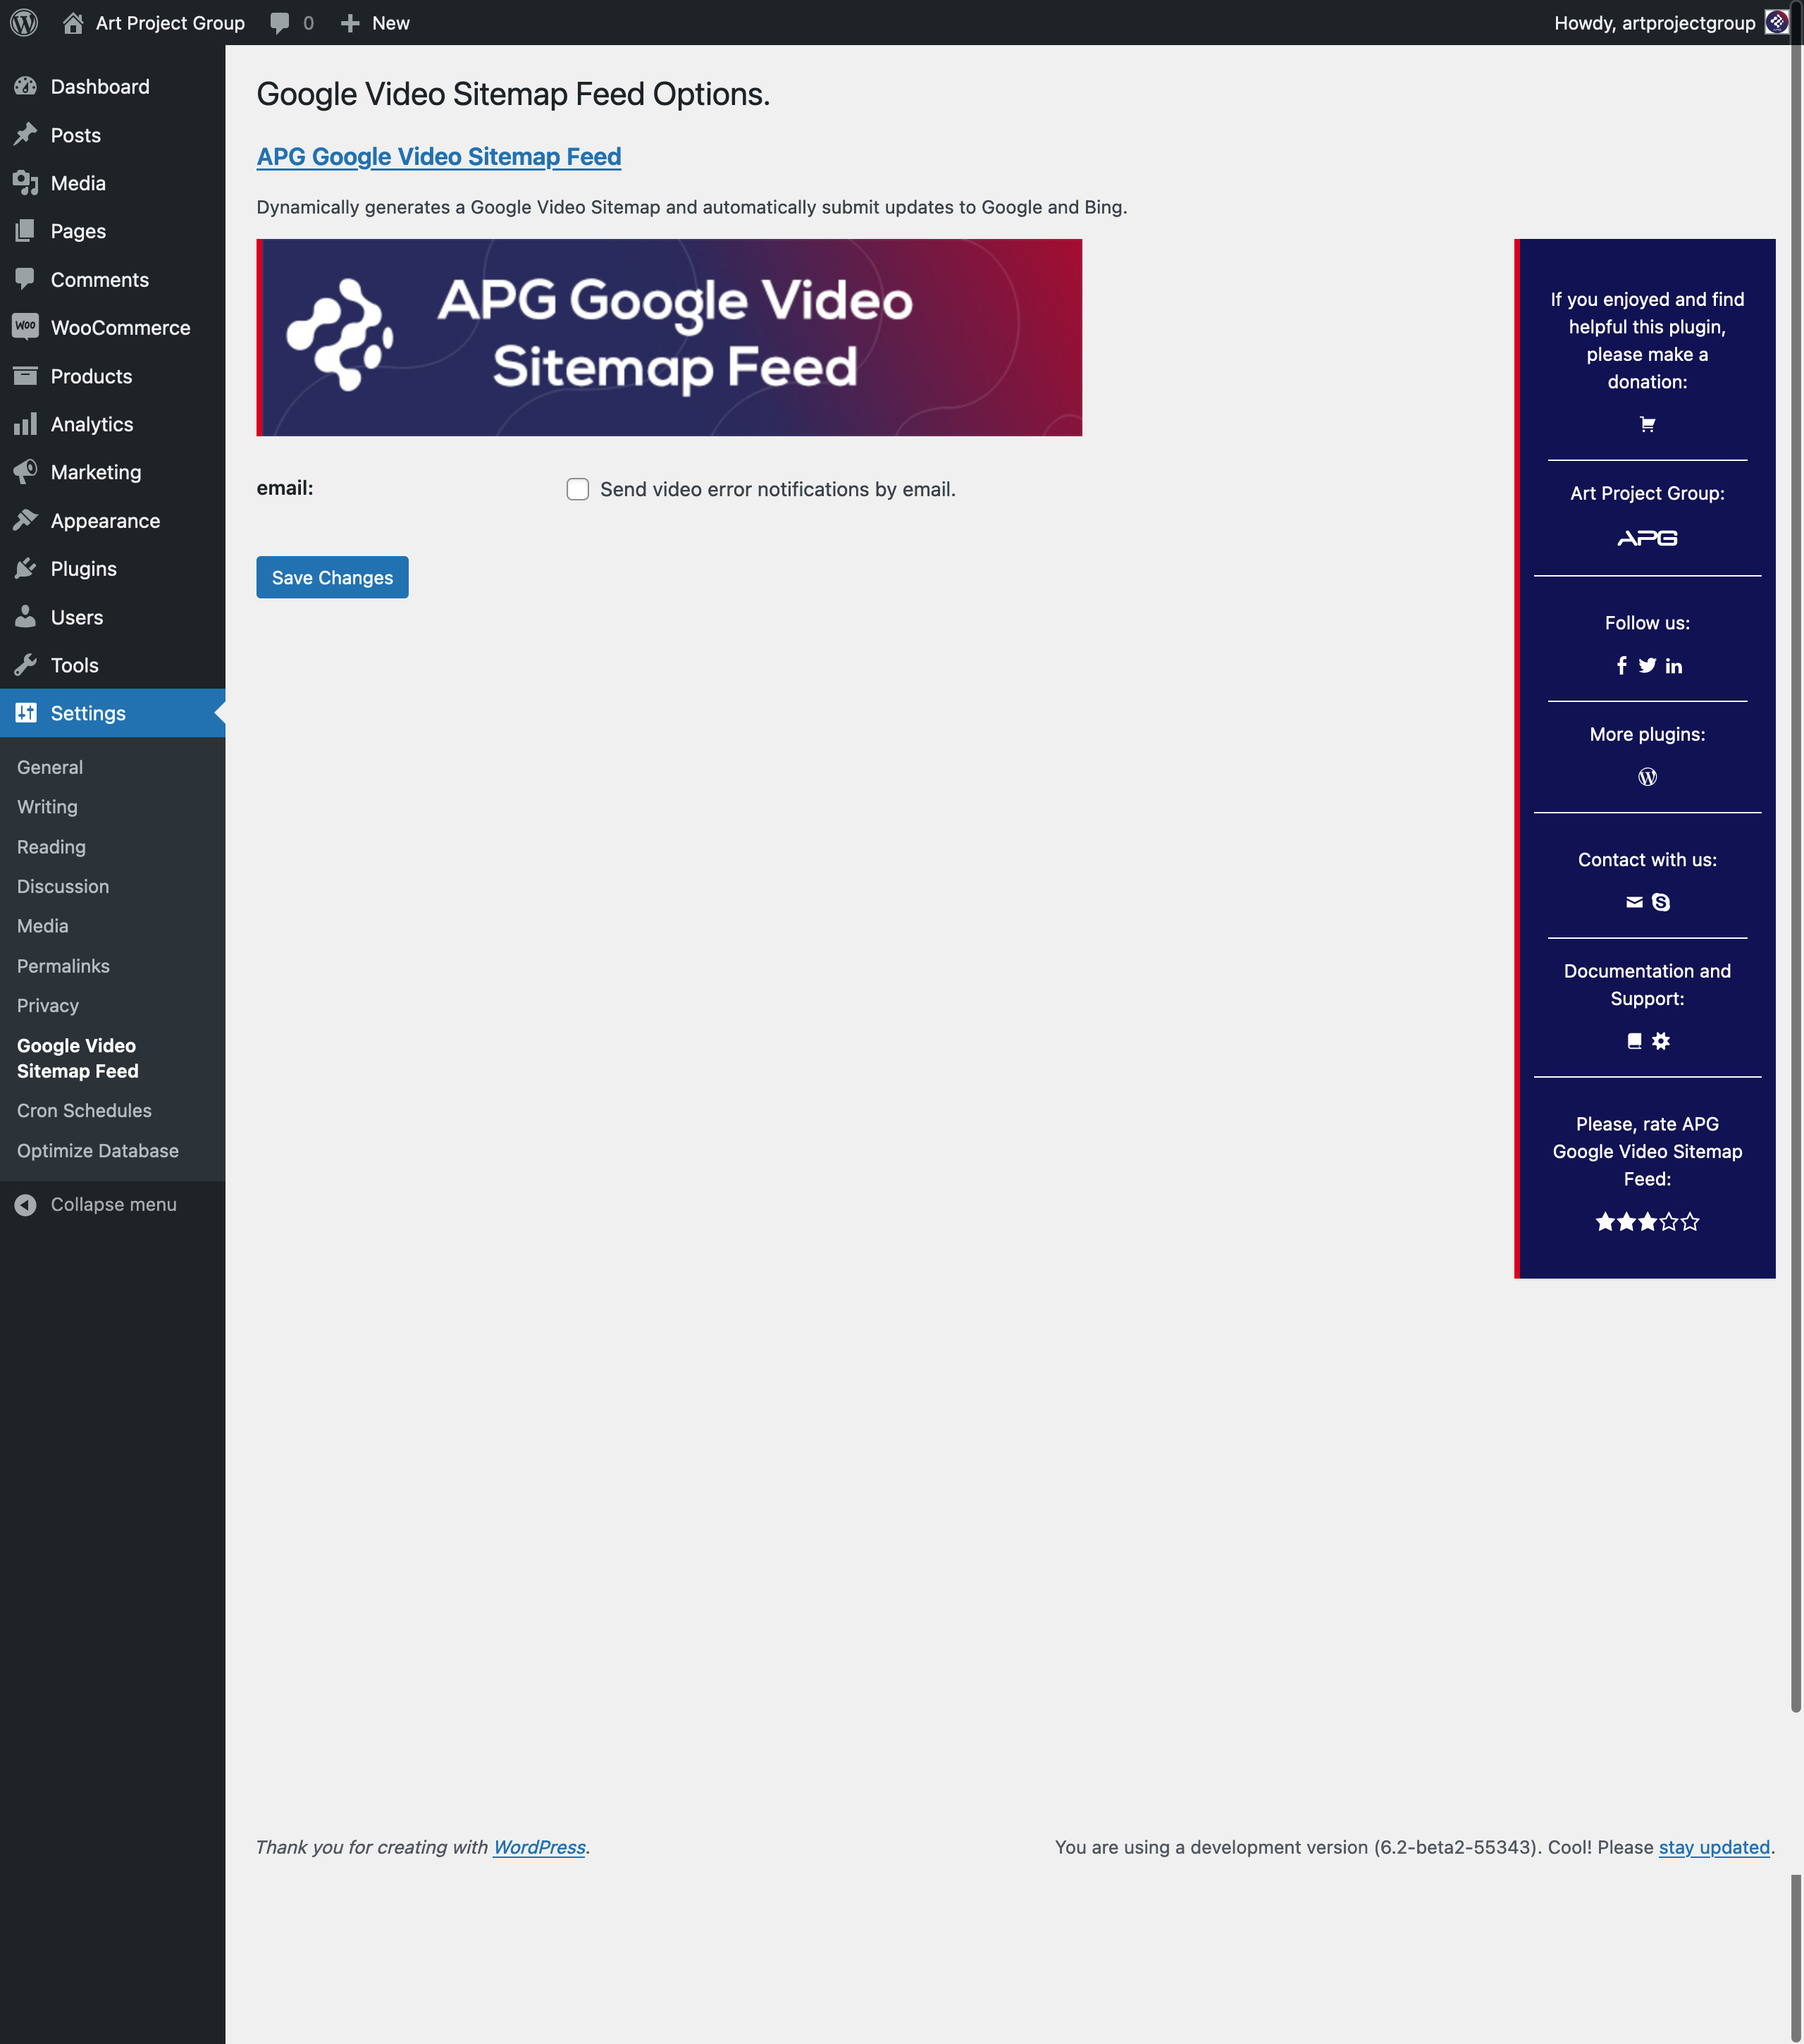 Art Project Group
0
New
Howdy, artprojectgroup
Dashboard
Posts
Media
Pages
Comments
WOO
WooCommerce
Products
Analytics
Marketing
Appearance
Plugins
Users
Tools
Settings
General
Writing
Reading
Discussion
Media
Permalinks
Privacy
Google Video
Sitemap Feed
Cron Schedules
Optimize Database
Collapse menu
Google Video Sitemap Feed Options.
APG Google Video Sitemap Feed
Dynamically generates a Google Video Sitemap and automatically submit updates to Google and Bing.
APG Google Video
Sitemap Feed
email:
Send video error notifications by email.
Save Changes
If you enjoyed and find
helpful this plugin,
please make a
donation:
Art Project Group:
APG
Follow us:
More plugins:
Contact with us:
Documentation and
Support:
Please, rate APG
Google Video Sitemap
Feed:
Thank you for creating with WordPress.
You are using a development version (6.2-beta2-55343). Cool! Please stay updated.